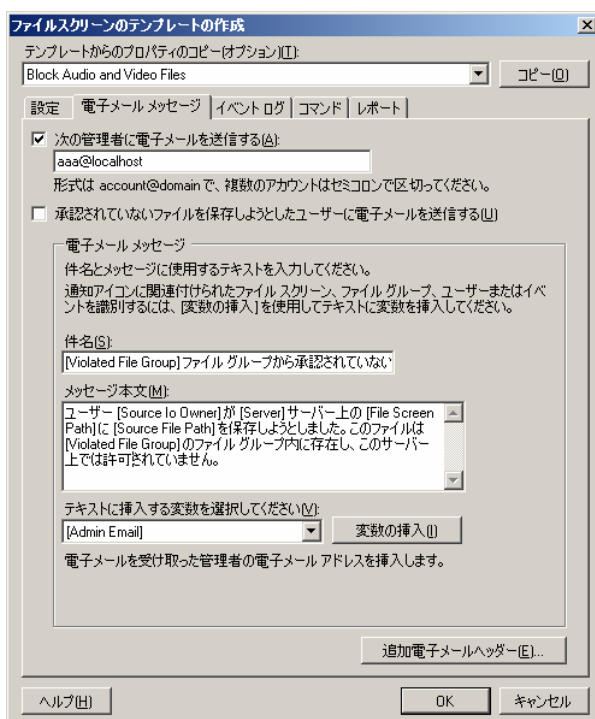 ファイルスクリーンのテンプレートの作成
テンプレートからのプロパティのコピー(オプション)(T):
Block Audio and Video Files
コピー(O)
設定
電子メール メッセージ
イベント ログ
コマンド
レポート
次の管理者に電子メールを送信する(A):
aaa@localhost
形式は account@domain で、複数のアカウントはセミコロンで区切ってください。
承認されていないファイルを保存しようとしたユーザーに電子メールを送信する(U)
電子メール メッセージ
件名とメッセージに使用するテキストを入力してください。
通知アイコンに関連付けられたファイル スクリーン、ファイル グループ、ユーザーまたはイベ
ントを識別するには、[変数の挿入] を使用してテキストに変数を挿入してください。
件名(S):
[Violated File Group] ファイル グループから承認されていない
メッセージ本文(M):
ユーザー [Source Io Owner] が [Server] サーバー上の [File Screen
Path] に [Source File Path] を保存しようとしました。このファイルは
[Violated File Group] のファイル グループ内に存在し、このサーバー
上では許可されていません。
テキストに挿入する変数を選択してください(V):
[Admin Email]
変数の挿入(I)
電子メールを受け取った管理者の電子メール アドレスを挿入します。
追加電子メールヘッダー(E)...
ヘルプ(H)
OK
キャンセル